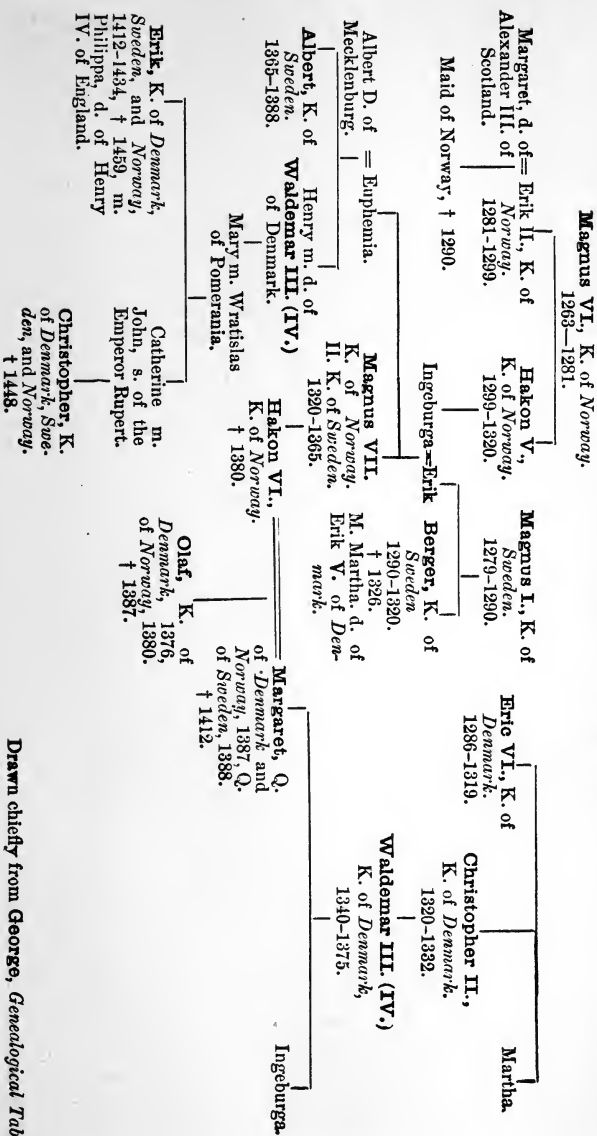 Magnus VI., K. of Norway.
1263—1281.
Margaret, d. of = Erik II., K. of
Alexander III. of Norway.
Scotland. 1281-1299.
Maid of Norway, † 1290.
Hakon V.,
K. of Norway.
1299-1320.
Magnus I., K. of
Sweden.
1279-1290.
Eric VI., K. of
Denmark.
1286-1319.
Christopher II.,
K. of Denmark.
1320-1332.
Martha.
Ingeburga=Erik
Berger, K. of
Sweden
1290-1320.
† 1326.
M. Martha. d. of
Erik V. of Den-
mark.
Albert D. of = Euphemia.
Mecklenburg.
Magnus VII.
K. of Norway.
II. K. of Sweden.
1320-1365.
Waldemar III. (IV.)
K. of Denmark,
1340-1375.
Albert, K. of
Sweden.
1365-1388.
Henry m. d. of
Waldemar III. (IV.)
of Denmark.
Hakon VI.,
K. of Norway.
† 1380.
Margaret, Q.
of Denmark and
Norway, 1387, Q.
of Sweden, 1388.
† 1412.
Ingeburga.
Mary m. Wratislas
of Pomerania.
Olaf, K. of
Denmark, 1376,
of Norway, 1380.
† 1387.
Erik, K. of Denmark,
Sweden, and Norway,
1412-1434, † 1459, m.
Philippa, d. of Henry
IV. of England.
Catherine m.
John, s. of the
Emperor Rupert.
Christopher, K.
of Denmark, Swe-
den, and Norway.
† 1448.
Drawn chiefly from George, Genealogical Tab